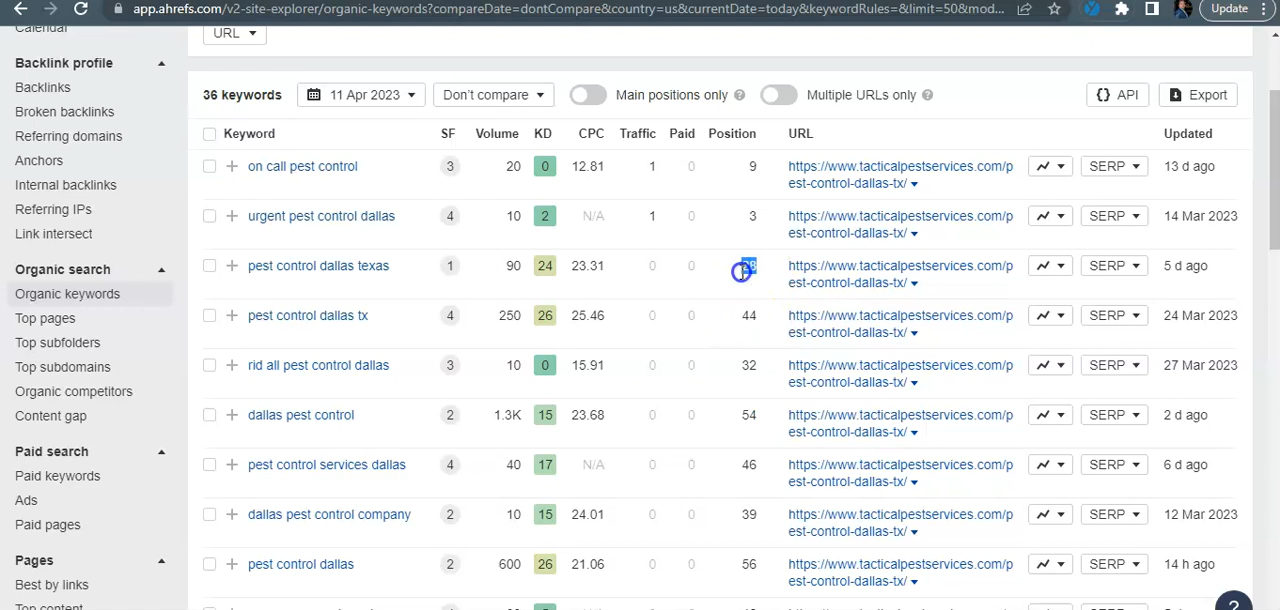 app.ahrefs.com/v2-site-explorer/organic-keywords?compareDate=dontCompare&country=us&currentDate=today&keywordRules=&limit=50&mod... Update
Calendar
Backlink profile
Backlinks
Broken backlinks
Referring domains
Anchors
Internal backlinks
Referring IPs
Link intersect
Organic search
Organic keywords
Top pages
Top subfolders
Top subdomains
Organic competitors
Content gap
Paid search
Paid keywords
Ads
Paid pages
Pages
Best by links
Top content
URL
36 keywords 11 Apr 2023 Don't compare Main positions only ? Multiple URLs only ? {} API Export
Keyword SF Volume KD CPC Traffic Paid Position URL Updated
+ on call pest control 3 20 0 12.81 1 0 9 https://www.tacticalpestservices.com/p SERP 13 d ago
est-control-dallas-tx/
+ urgent pest control dallas 4 10 2 N/A 1 0 3 https://www.tacticalpestservices.com/p SERP 14 Mar 2023
est-control-dallas-tx/
+ pest control dallas texas 1 90 24 23.31 0 0 https://www.tacticalpestservices.com/p SERP 5 d ago
est-control-dallas-tx/
+ pest control dallas tx 4 250 26 25.46 0 0 44 https://www.tacticalpestservices.com/p SERP 24 Mar 2023
est-control-dallas-tx/
+ rid all pest control dallas 3 10 0 15.91 0 0 32 https://www.tacticalpestservices.com/p SERP 27 Mar 2023
est-control-dallas-tx/
+ dallas pest control 2 1.3K 15 23.68 0 0 54 https://www.tacticalpestservices.com/p SERP 2 d ago
est-control-dallas-tx/
+ pest control services dallas 4 40 17 N/A 0 0 46 https://www.tacticalpestservices.com/p SERP 6 d ago
est-control-dallas-tx/
+ dallas pest control company 2 10 15 24.01 0 0 39 https://www.tacticalpestservices.com/p SERP 12 Mar 2023
est-control-dallas-tx/
+ pest control dallas 2 600 26 21.06 0 0 56 https://www.tacticalpestservices.com/p SERP 14 h ago
est-control-dallas-tx/
?